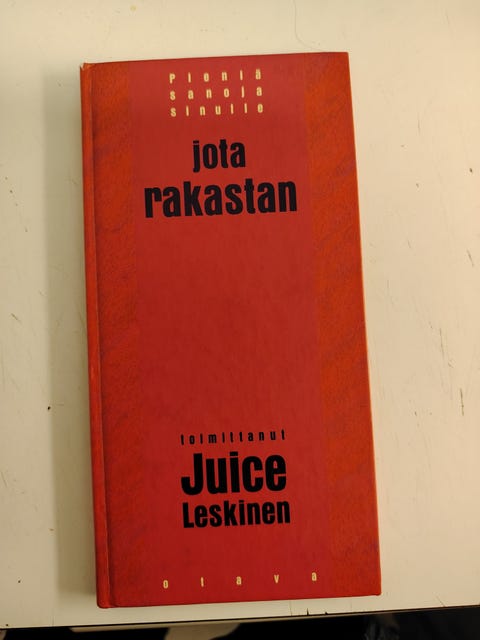 Pieniä
sanoja
sinulle
jota
rakastan
toimittanut
Juice
Leskinen
otava